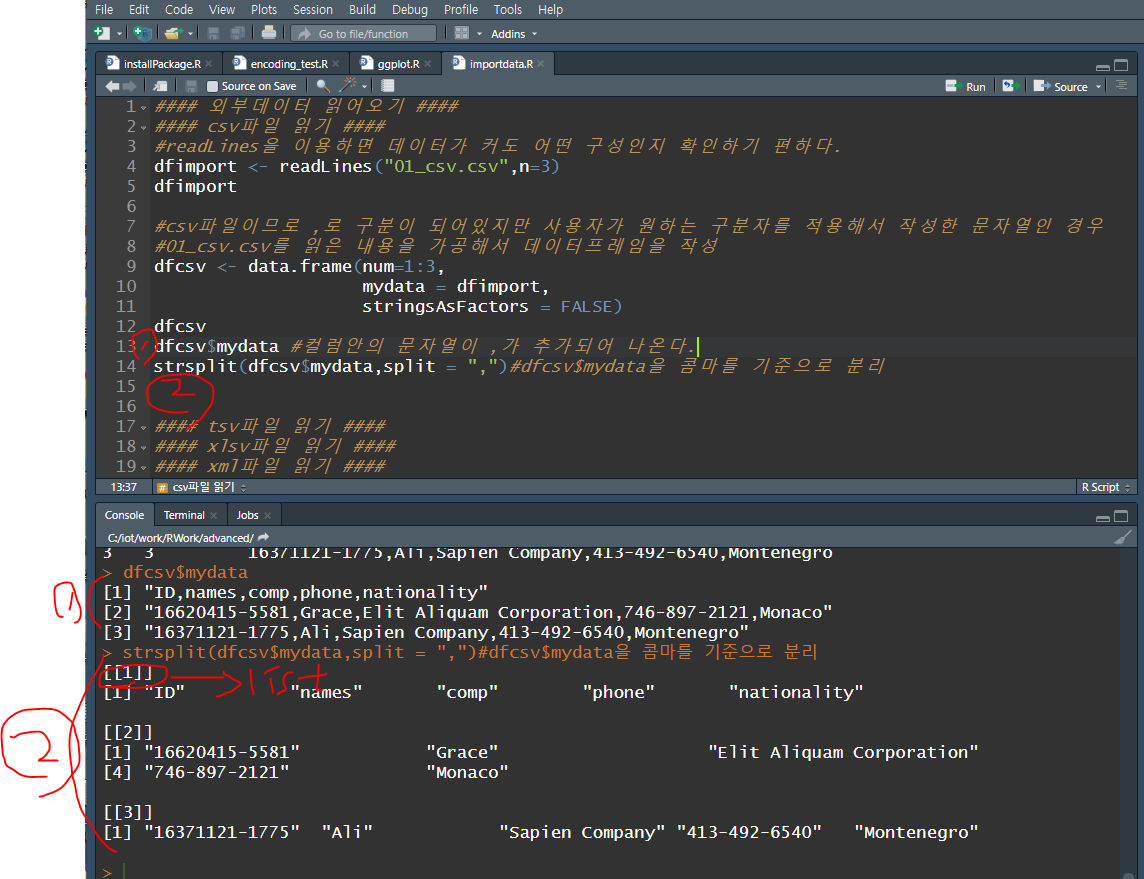 File Edit Code View Plots Session Build Debug Profile Tools Help
Go to file/function Addins
installPackage.R encoding_test.R ggplot.R importdata.R
Source on Save Run Source
1 #### 외부데이터 읽어오기 ####
2 #### csv파일 읽기 ####
3 #readLines을 이용하면 데이터가 커도 어떤 구성인지 확인하기 편하다.
4 dfimport <- readLines("01_csv.csv",n=3)
5 dfimport
6
7 #csv파일이므로 ,로 구분이 되어있지만 사용자가 원하는 구분자를 적용해서 작성한 문자열인 경우
8 #01_csv.csv를 읽은 내용을 가공해서 데이터프레임을 작성
9 dfcsv <- data.frame(num=1:3,
10 mydata = dfimport,
11 stringsAsFactors = FALSE)
12 dfcsv
13 dfcsv$mydata #컬럼안의 문자열이 ,가 추가되어 나온다.
14 strsplit(dfcsv$mydata,split = ",")#dfcsv$mydata을 콤마를 기준으로 분리
15
2
16
17 #### tsv파일 읽기 ####
18 #### xlsv파일 읽기 ####
19 #### xml파일 읽기 ####
13:37 # csv파일 읽기 R Script
Console Terminal Jobs
C:/iot/work/RWork/advanced/
3 3 16371121-1775,Ali,Sapien Company,413-492-6540,Montenegro
> dfcsv$mydata
1
[1] "ID,names,comp,phone,nationality"
[2] "16620415-5581,Grace,Elit Aliquam Corporation,746-897-2121,Monaco"
[3] "16371121-1775,Ali,Sapien Company,413-492-6540,Montenegro"
> strsplit(dfcsv$mydata,split = ",")#dfcsv$mydata을 콤마를 기준으로 분리
[[1]] list
[1] "ID" "names" "comp" "phone" "nationality"
2
[[2]]
[1] "16620415-5581" "Grace" "Elit Aliquam Corporation"
[4] "746-897-2121" "Monaco"
[[3]]
[1] "16371121-1775" "Ali" "Sapien Company" "413-492-6540" "Montenegro"
>